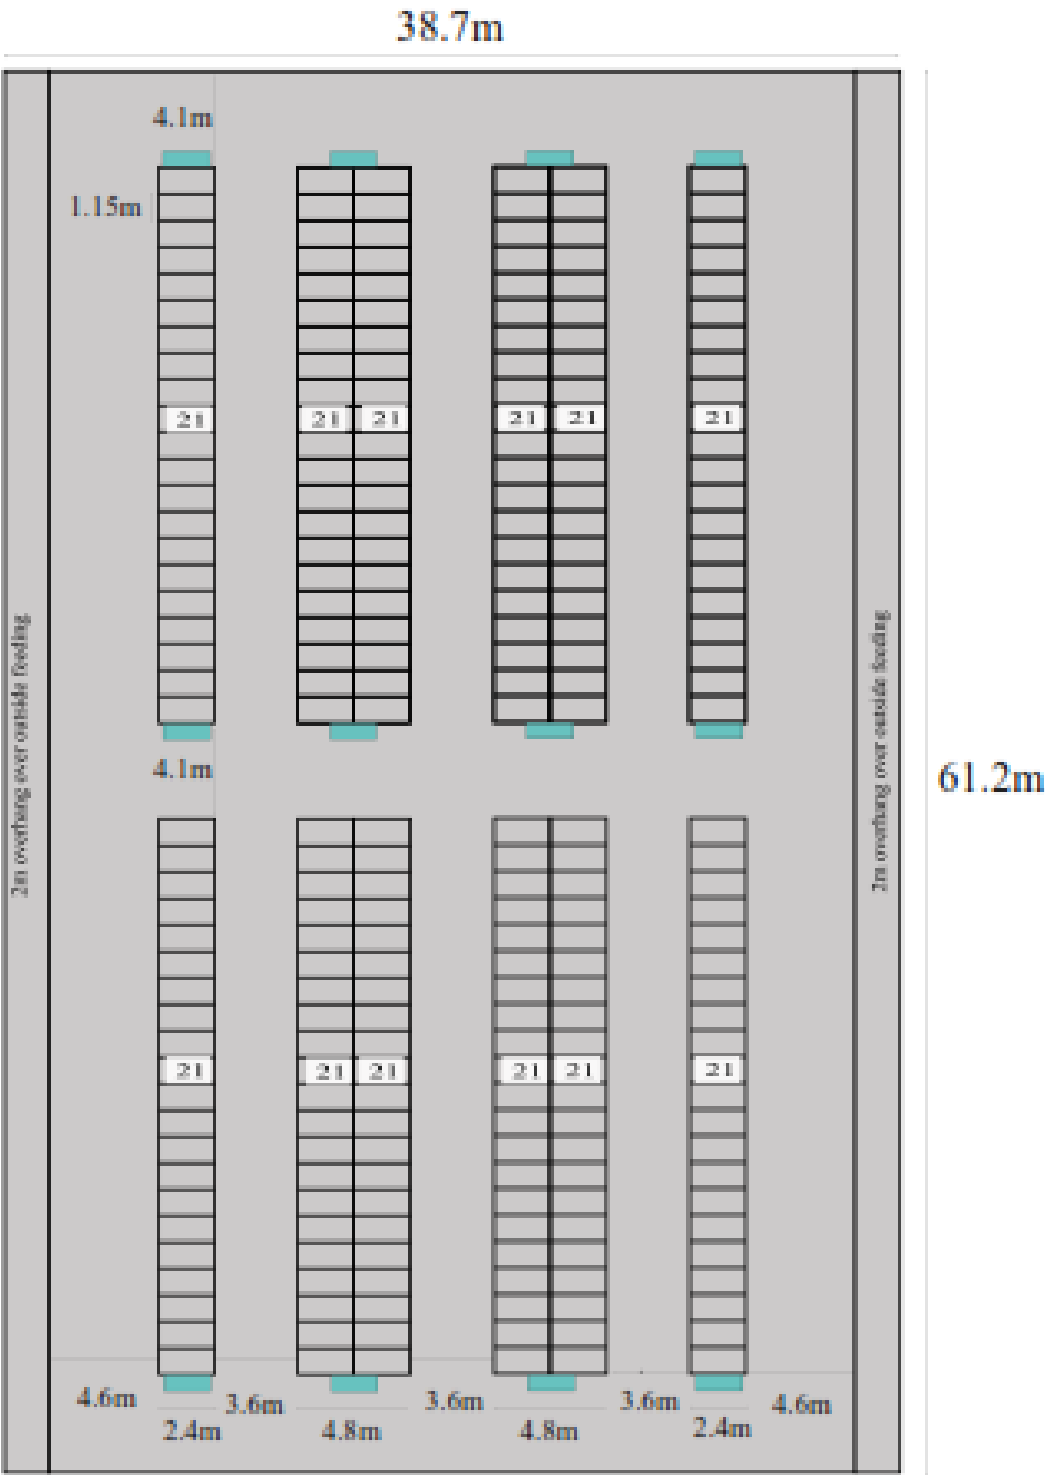 38.7m
4.1m
1.15m
21 21 21 21 21 21
2m overhang over outside feeding
2m overhang over outside feeding
4.1m
61.2m
21 21 21 21 21 21
4.6m 3.6m 3.6m 3.6m 4.6m
2.4m 4.8m 4.8m 2.4m